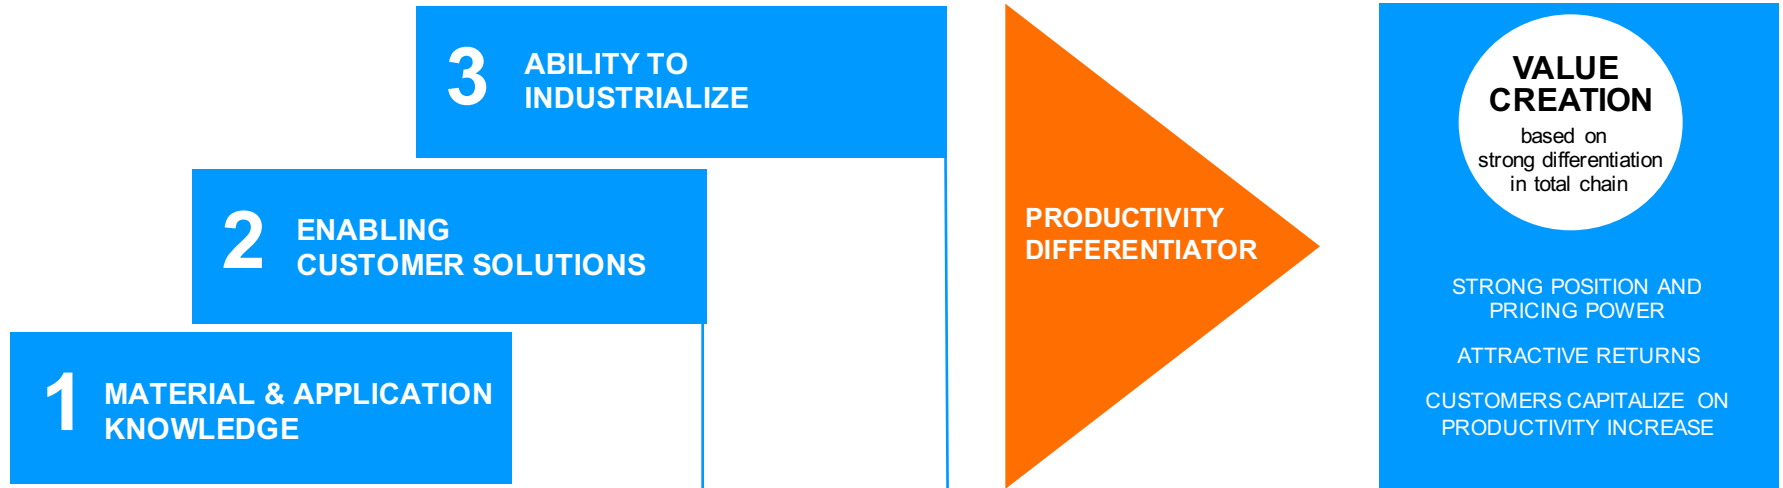 3
ABILITY TO
INDUSTRIALIZE
2
ENABLING
CUSTOMER SOLUTIONS
1
MATERIAL & APPLICATION
KNOWLEDGE
PRODUCTIVITY
DIFFERENTIATOR
VALUE
CREATION
based on
strong differentiation
in total chain
STRONG POSITION AND
PRICING POWER
ATTRACTIVE RETURNS
CUSTOMERS CAPITALIZE ON
PRODUCTIVITY INCREASE